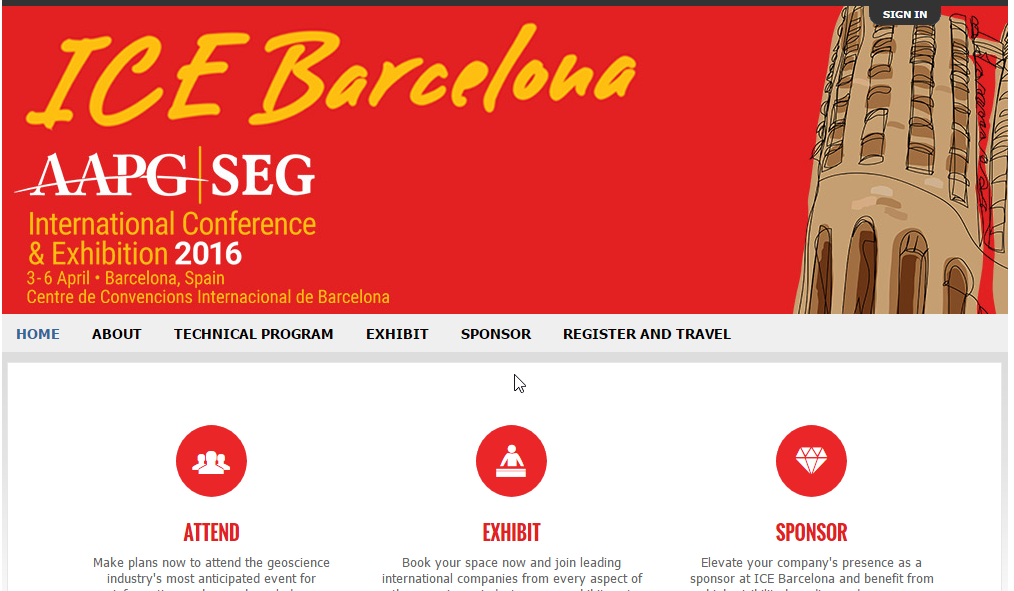 SIGN IN
ICE Barcelona
AAPG | SEG
International Conference
& Exhibition 2016
3-6 April • Barcelona, Spain
Centre de Convencions Internacional de Barcelona
HOME ABOUT TECHNICAL PROGRAM EXHIBIT SPONSOR REGISTER AND TRAVEL
ATTEND
Make plans now to attend the geoscience
industry's most anticipated event for
EXHIBIT
Book your space now and join leading
international companies from every aspect of
SPONSOR
Elevate your company's presence as a
sponsor at ICE Barcelona and benefit from